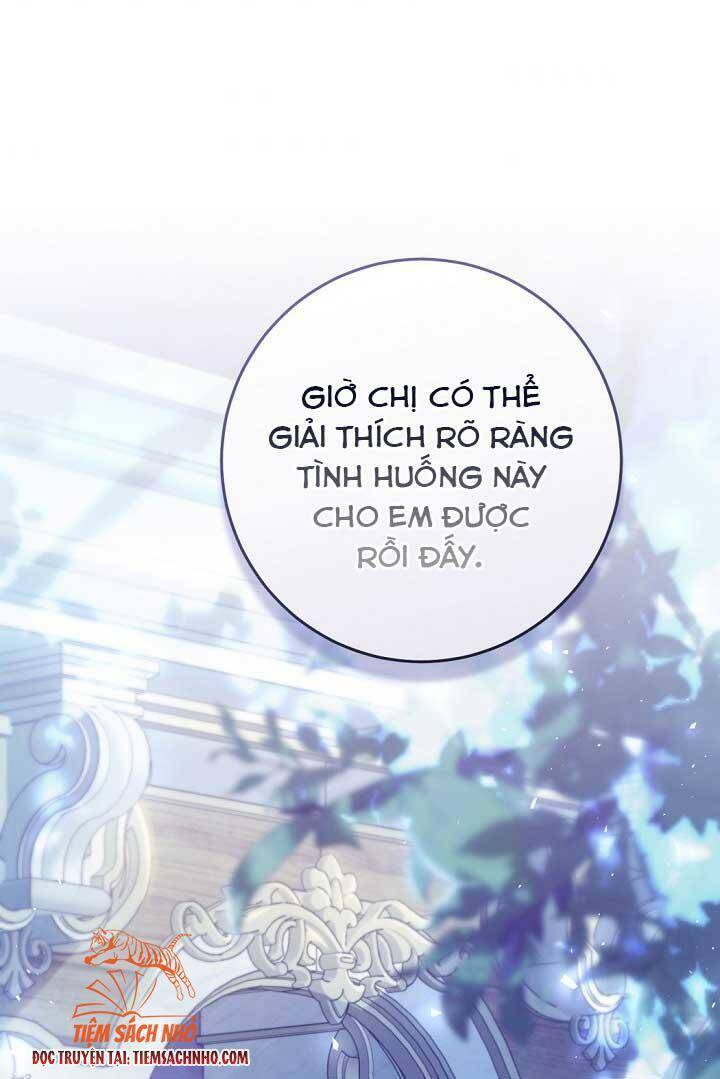 GIỜ CHỊ CÓ THỂ
GIẢI THÍCH RÕ RÀNG
TÌNH HUỐNG NÀY
CHO EM ĐƯỢC
RỒI ĐẤY.
TIỆM SÁCH NHỎ
ĐỌC TRUYỆN TẠI: TIEMSACHNHO.COM